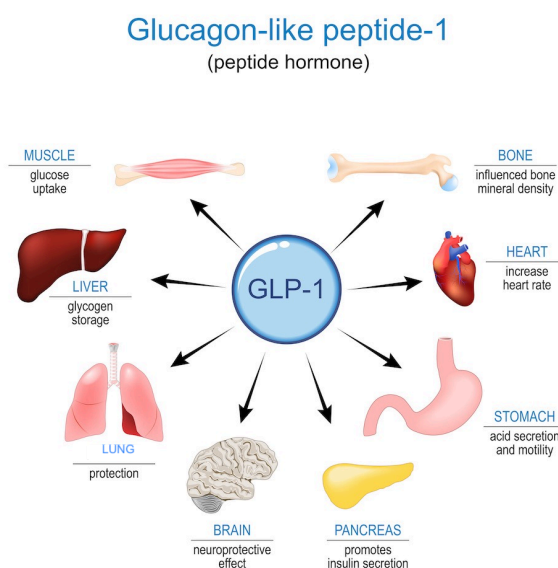 Glucagon-like peptide-1
(peptide hormone)
MUSCLE
glucose
uptake
BONE
influenced bone
mineral density
LIVER
glycogen
storage
GLP-1
HEART
increase
heart rate
LUNG
protection
STOMACH
acid secretion
and motility
BRAIN
neuroprotective
effect
PANCREAS
promotes
insulin secretion